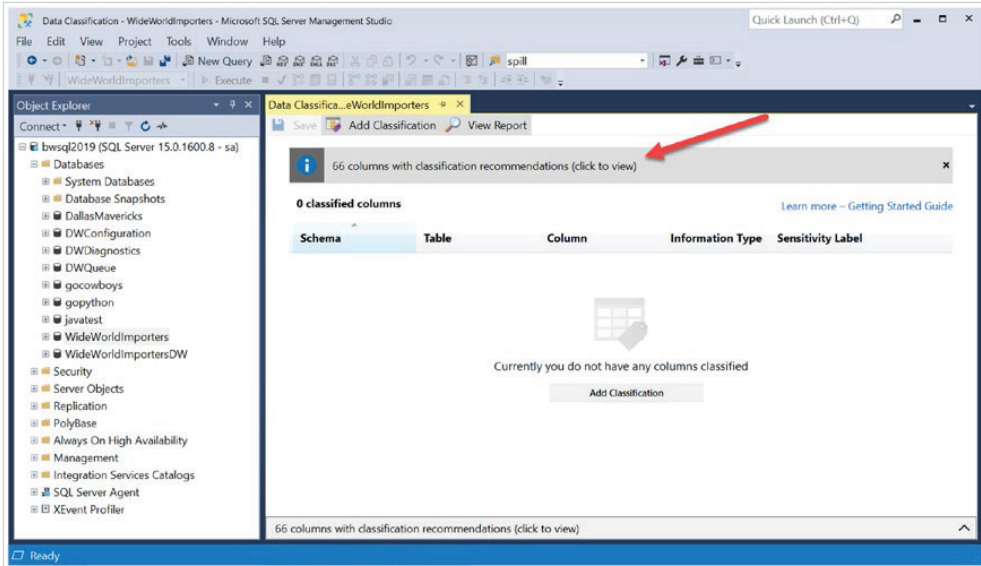 Data Classification - WideWorldImporters - Microsoft SQL Server Management Studio
Quick Launch (Ctrl+Q)
File Edit View Project Tools Window Help
New Query
spill
WideWorldImporters Execute
Object Explorer
Connect
bwsql2019 (SQL Server 15.0.1600.8 - sa)
Databases
System Databases
Database Snapshots
DallasMavericks
DWConfiguration
DWDiagnostics
DWQueue
gocowboys
gopython
javatest
WideWorldImporters
WideWorldImportersDW
Security
Server Objects
Replication
PolyBase
Always On High Availability
Management
Integration Services Catalogs
SQL Server Agent
XEvent Profiler
Data Classifica...eWorldImporters
Save Add Classification View Report
66 columns with classification recommendations (click to view)
0 classified columns
Learn more – Getting Started Guide
Schema Table Column Information Type Sensitivity Label
Currently you do not have any columns classified
Add Classification
66 columns with classification recommendations (click to view)
Ready